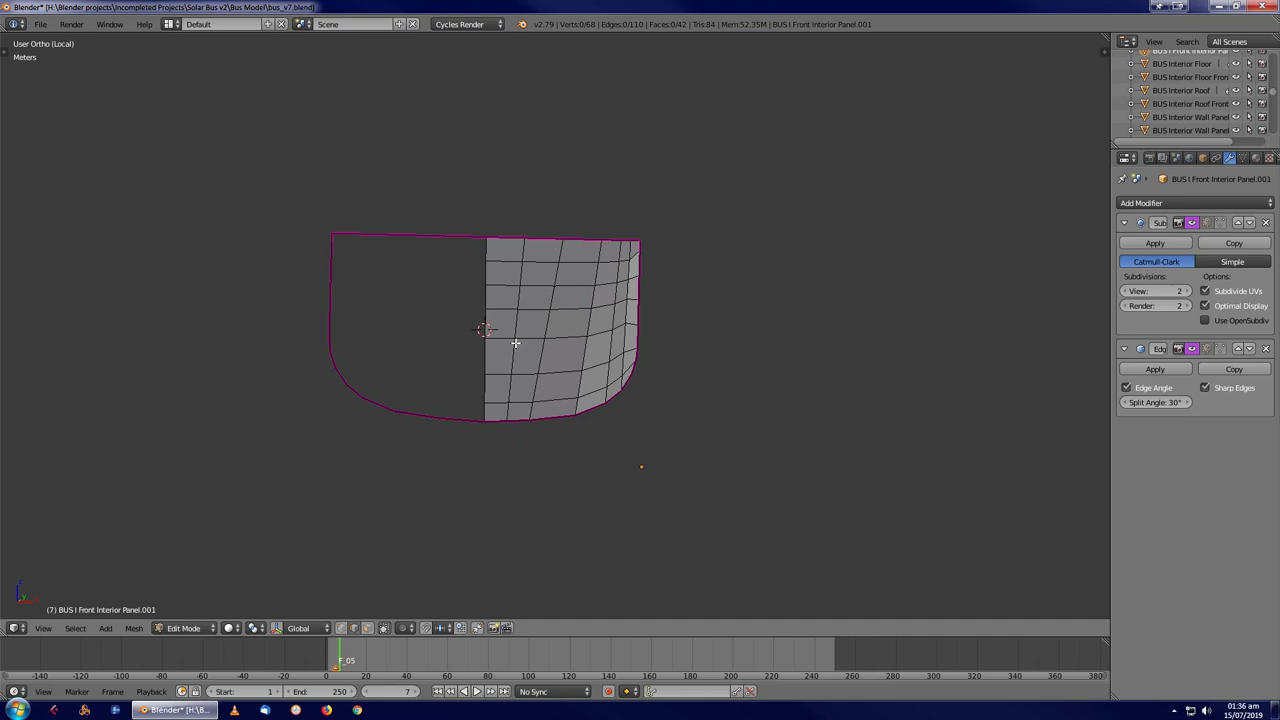 Blender* [H:\Blender projects\Incompleted Projects\Solar Bus v2\Bus Model\bus_v7.blend]
File Render Window Help Default Scene Cycles Render v2.79 | Verts:0/68 | Edges:0/110 | Faces:0/42 | Tris:84 | Mem:52.35M | BUS I Front Interior Panel.001
User Ortho (Local)
Meters
View Search All Scenes
BUS I Front Interior Pan
BUS Interior Floor
BUS Interior Floor Fron
BUS Interior Roof
BUS Interior Roof Front
BUS Interior Wall Panel
BUS Interior Wall Panel
BUS I Front Interior Panel.001
Add Modifier
Sub
Apply Copy
Catmull-Clark Simple
Subdivisions: Options:
View: 2 Subdivide UVs
Render: 2 Optimal Display
Use OpenSubdiv
Edg
Apply Copy
Edge Angle Sharp Edges
Split Angle: 30°
(7) BUS I Front Interior Panel.001
View Select Add Mesh Edit Mode Global
F_05
-140 -120 -100 -80 -60 -40 -20 0 20 40 60 80 100 120 140 160 180 200 220 240 260 280 300 320 340 360 380
View Marker Frame Playback Start: 1 End: 250 7 No Sync
Blender* [H:\B...
01:36 am
15/07/2019